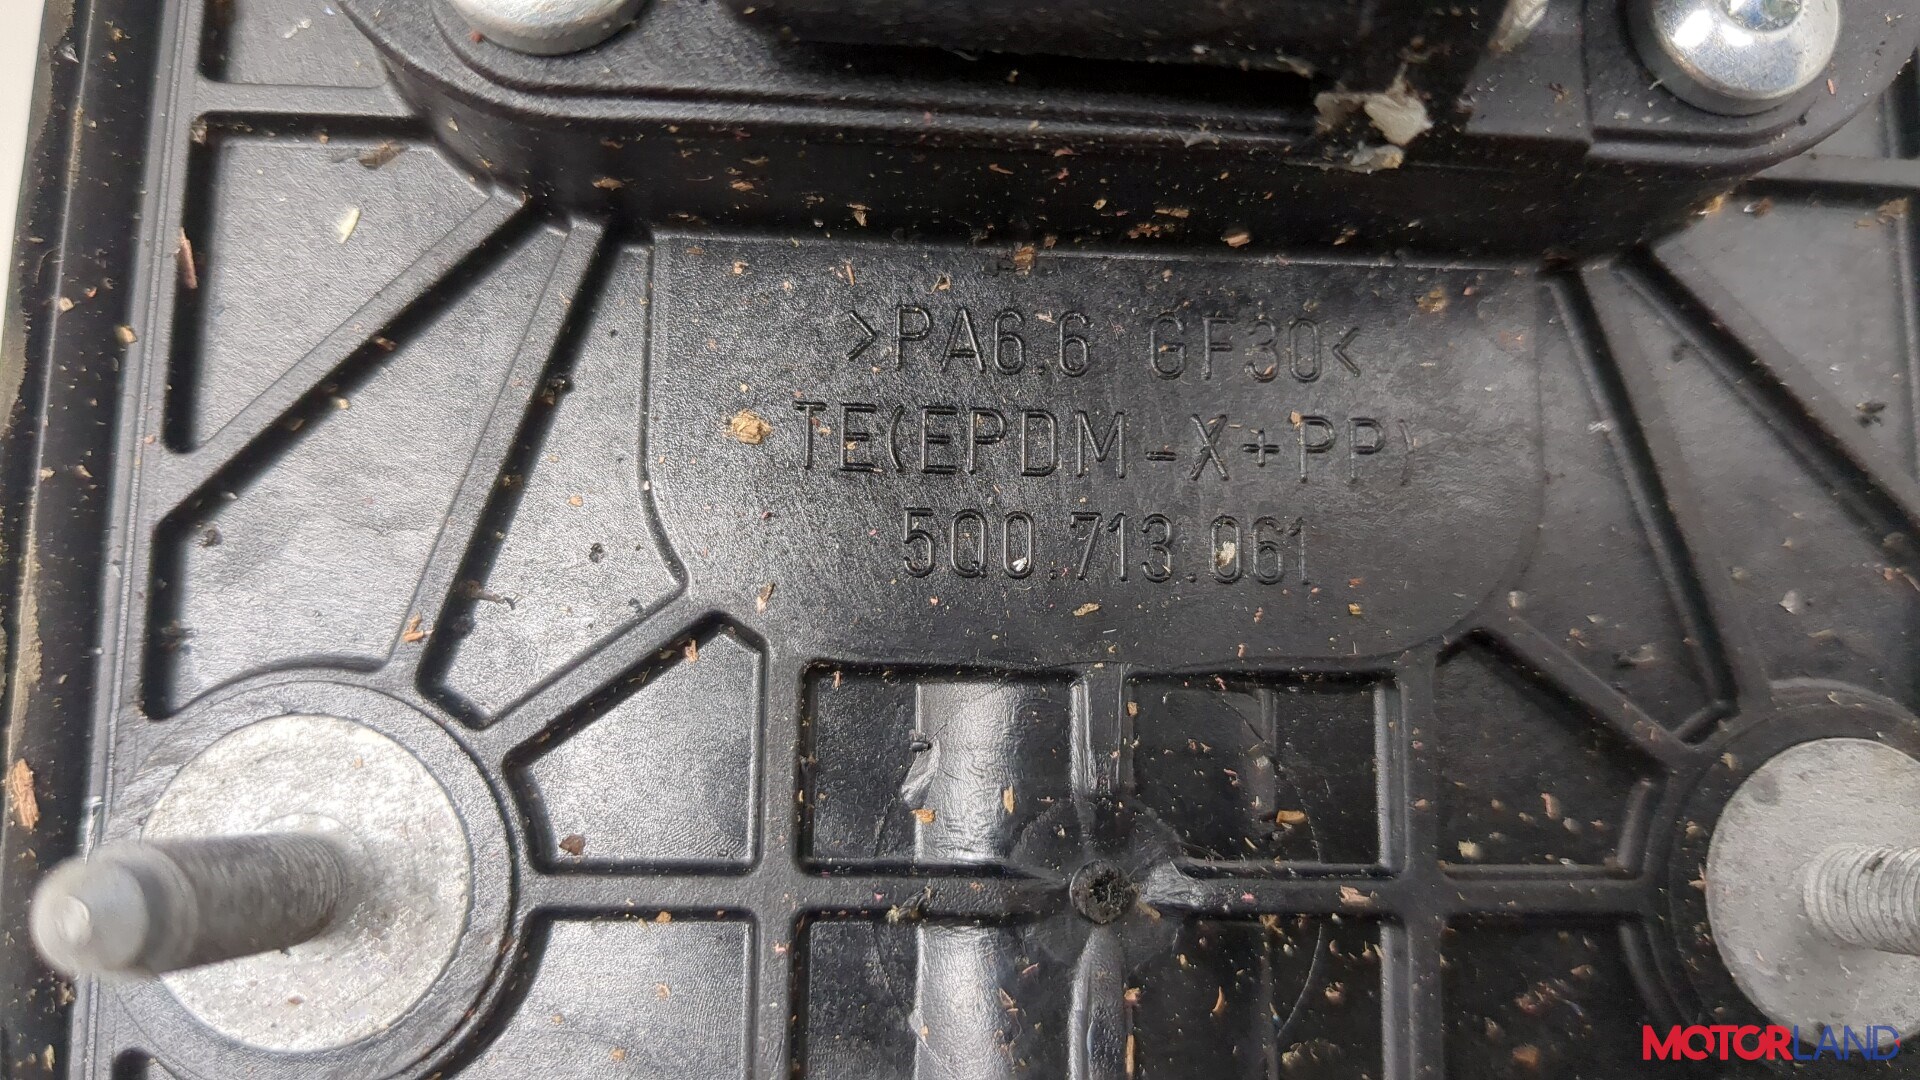 >PA6.6 GF30<
TE(EPDM-X+PP)
5Q0.713.061
MOTORLAND